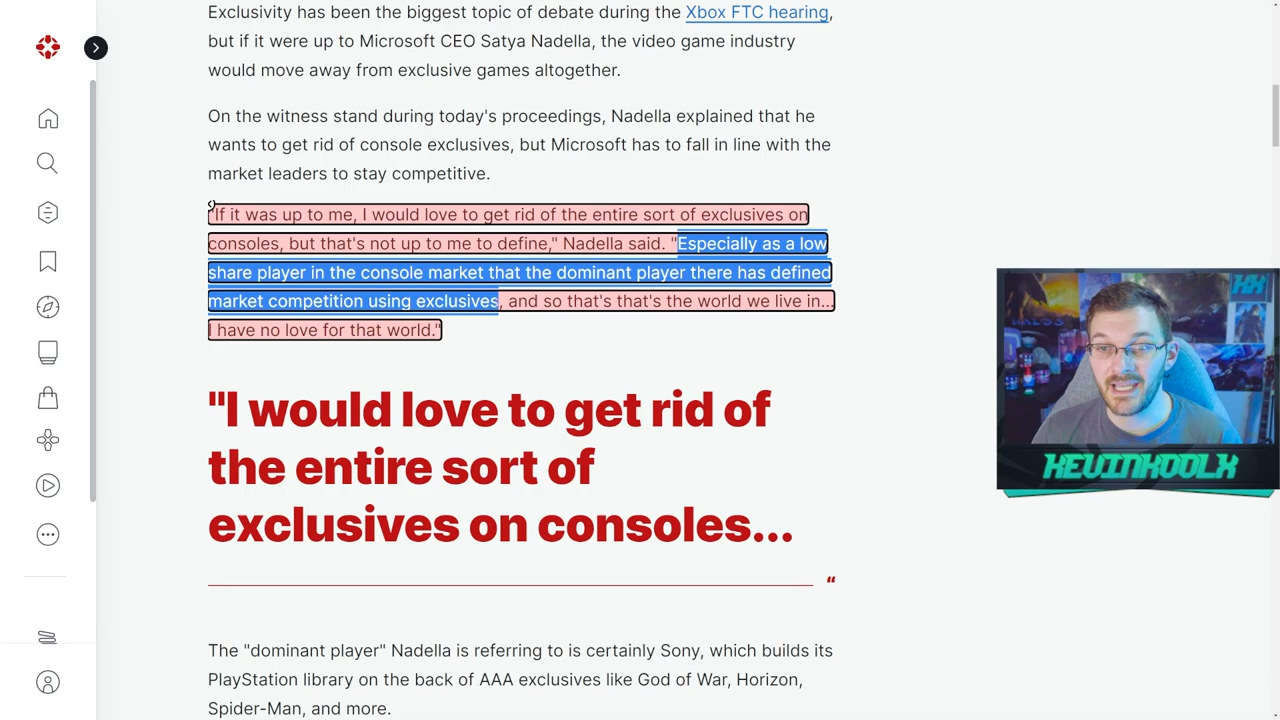 Exclusivity has been the biggest topic of debate during the Xbox FTC hearing,
but if it were up to Microsoft CEO Satya Nadella, the video game industry
would move away from exclusive games altogether.
On the witness stand during today's proceedings, Nadella explained that he
wants to get rid of console exclusives, but Microsoft has to fall in line with the
market leaders to stay competitive.
"If it was up to me, I would love to get rid of the entire sort of exclusives on
consoles, but that's not up to me to define," Nadella said. "Especially as a low
share player in the console market that the dominant player there has defined
market competition using exclusives, and so that's that's the world we live in...
I have no love for that world."
"I would love to get rid of
the entire sort of
exclusives on consoles...
“
The "dominant player" Nadella is referring to is certainly Sony, which builds its
PlayStation library on the back of AAA exclusives like God of War, Horizon,
Spider-Man, and more.
KX
KEVINKOOLX